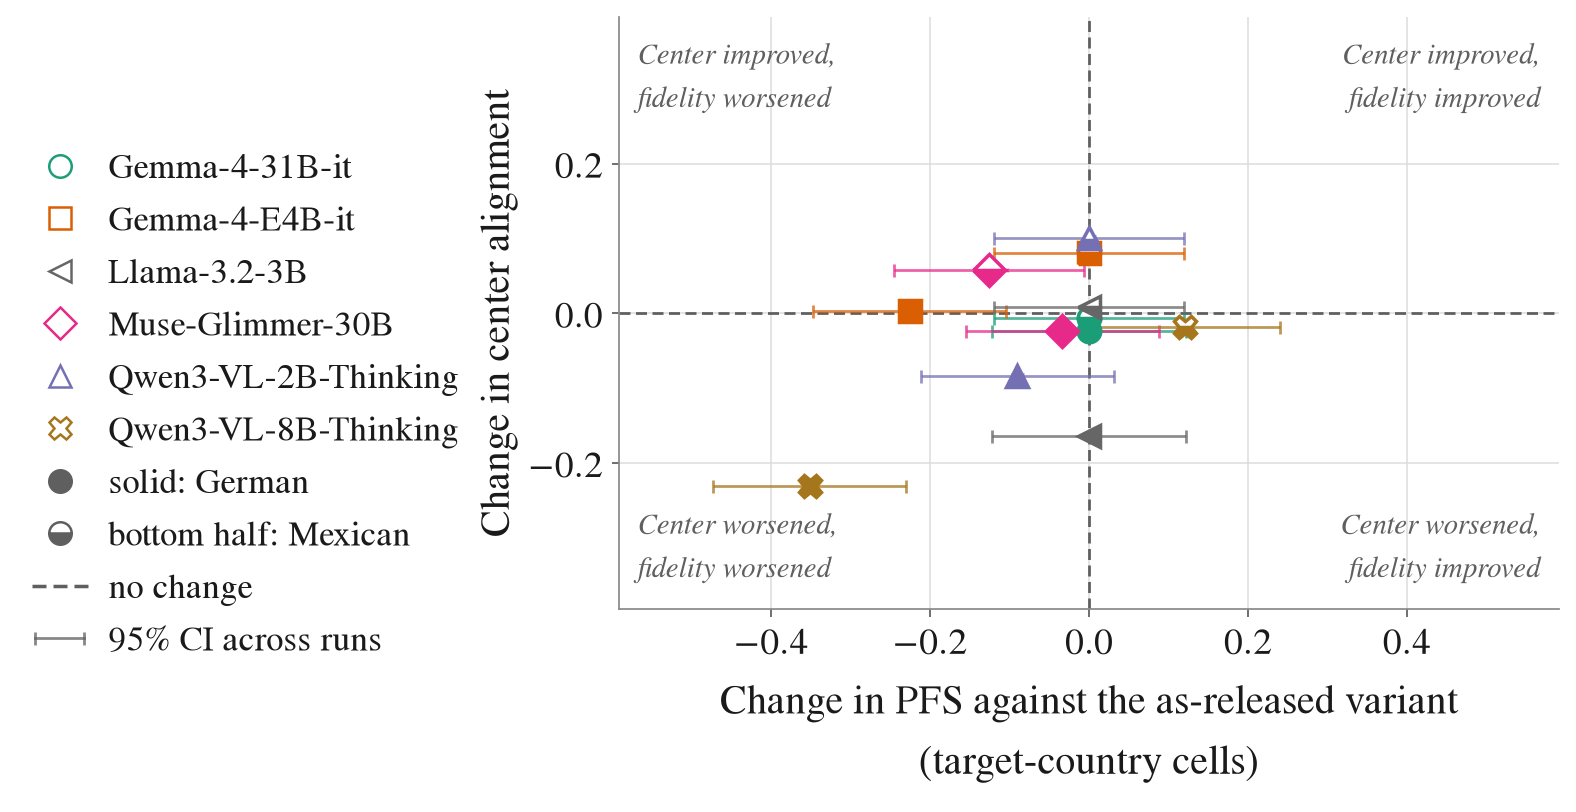 Gemma-4-31B-it
Gemma-4-E4B-it
Llama-3.2-3B
Muse-Glimmer-30B
Qwen3-VL-2B-Thinking
Qwen3-VL-8B-Thinking
solid: German
bottom half: Mexican
no change
95% CI across runs
Change in center alignment
0.2
0.0
−0.2
Center improved,
fidelity worsened
Center improved,
fidelity improved
Center worsened,
fidelity worsened
Center worsened,
fidelity improved
−0.4
−0.2
0.0
0.2
0.4
Change in PFS against the as-released variant
(target-country cells)